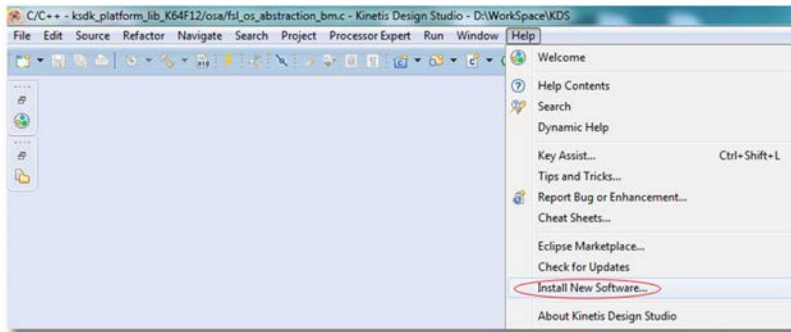 C/C++ - ksdk_platform_lib_K64F12/osa/fsl_os_abstraction_bm.c - Kinetis Design Studio - D:\WorkSpace\KDS
File Edit Source Refactor Navigate Search Project Processor Expert Run Window Help
Welcome
Help Contents
Search
Dynamic Help
Key Assist... Ctrl+Shift+L
Tips and Tricks...
Report Bug or Enhancement...
Cheat Sheets...
Eclipse Marketplace...
Check for Updates
Install New Software...
About Kinetis Design Studio